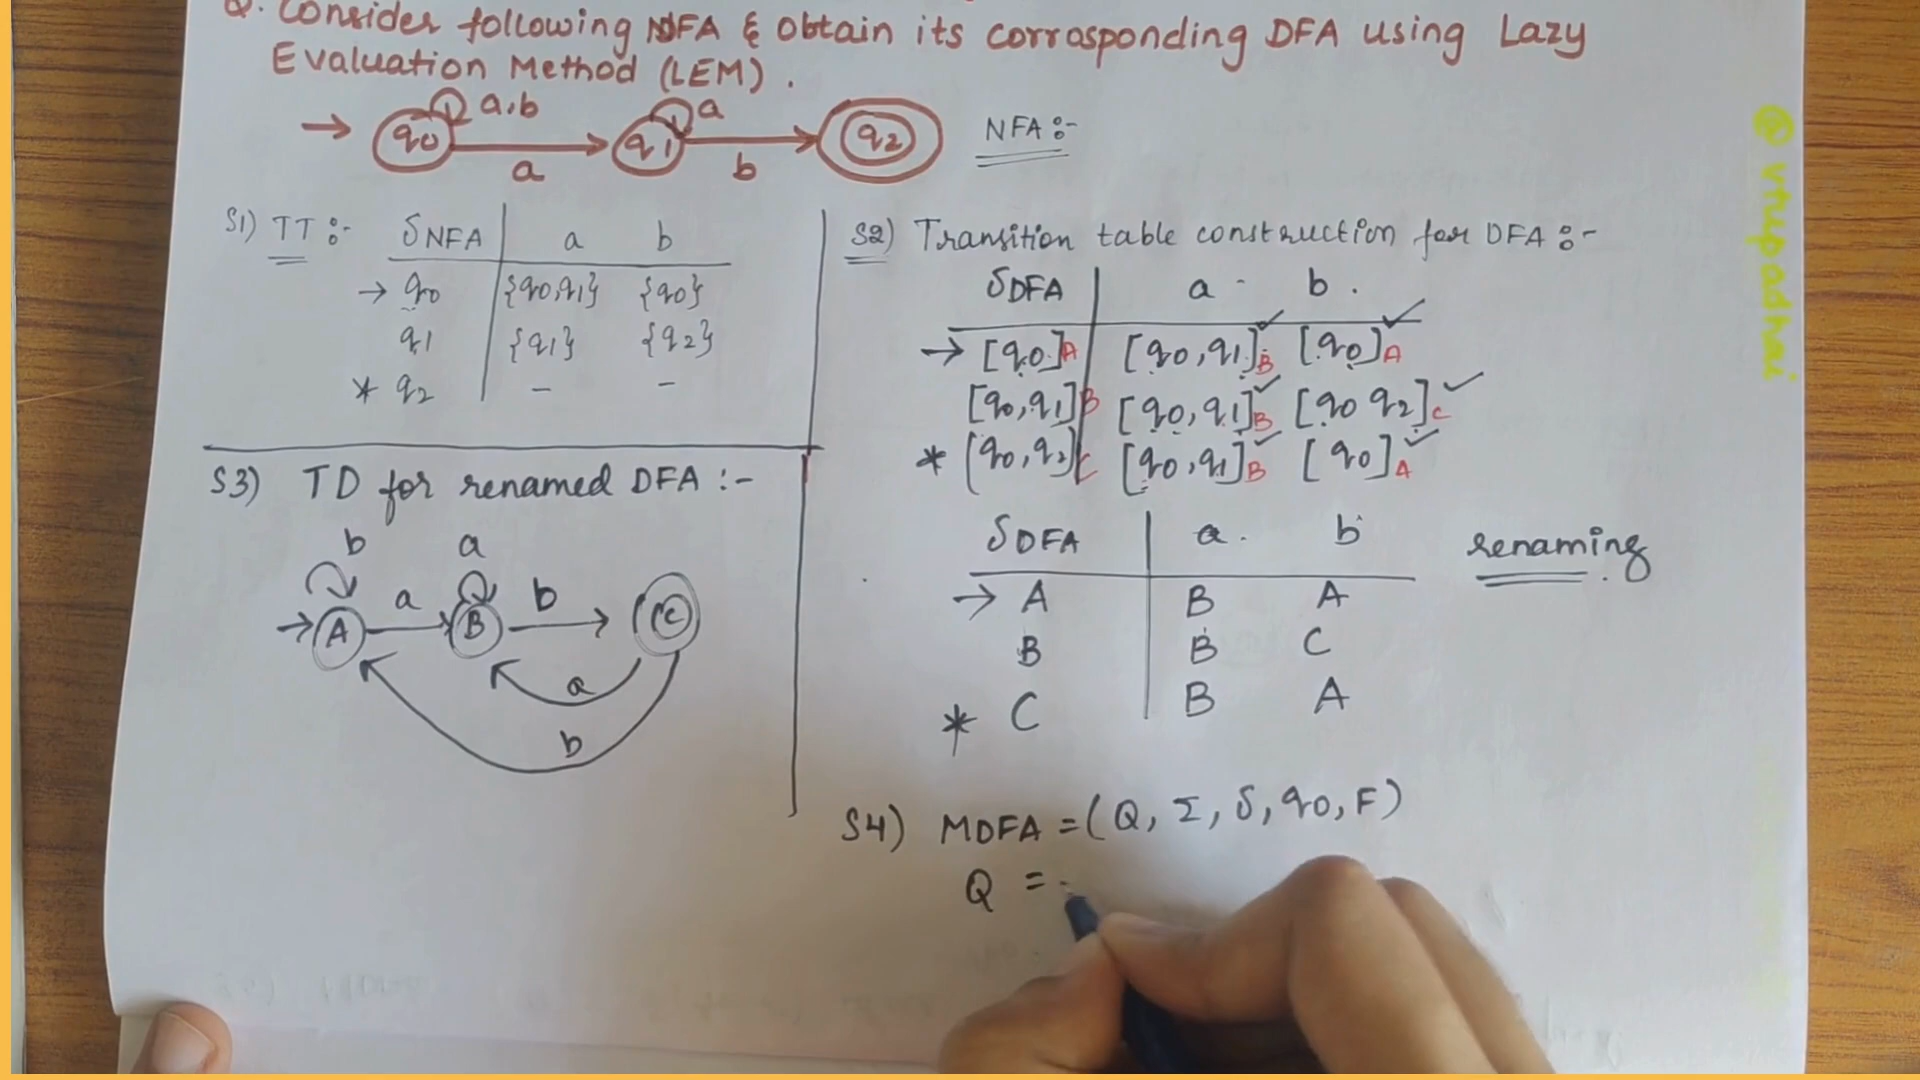 Q. Consider following NFA & obtain its corrosponding DFA using Lazy
Evaluation Method (LEM) .
a,b
a
q0
q1
q2
a
b
NFA :-
S1) TT :-
δNFA a b
→ q0 {q0,q1} {q0}
q1 {q1} {q2}
* q2 - -
S2) Transition table construction for DFA :-
δDFA a b .
→ [q0]A [q0,q1]B ✓ [q0]A ✓
[q0,q1]B [q0,q1]B ✓ [q0 q2]C ✓
* [q0,q2]C [q0,q1]B ✓ [q0]A ✓
δDFA a . b
→ A B A
B B C
* C B A
renaming
S3) TD for renamed DFA :-
b
a
a
b
A
B
C
a
b
S4) MDFA = (Q, Σ, δ, q0, F)
Q =
@ vtupadhai